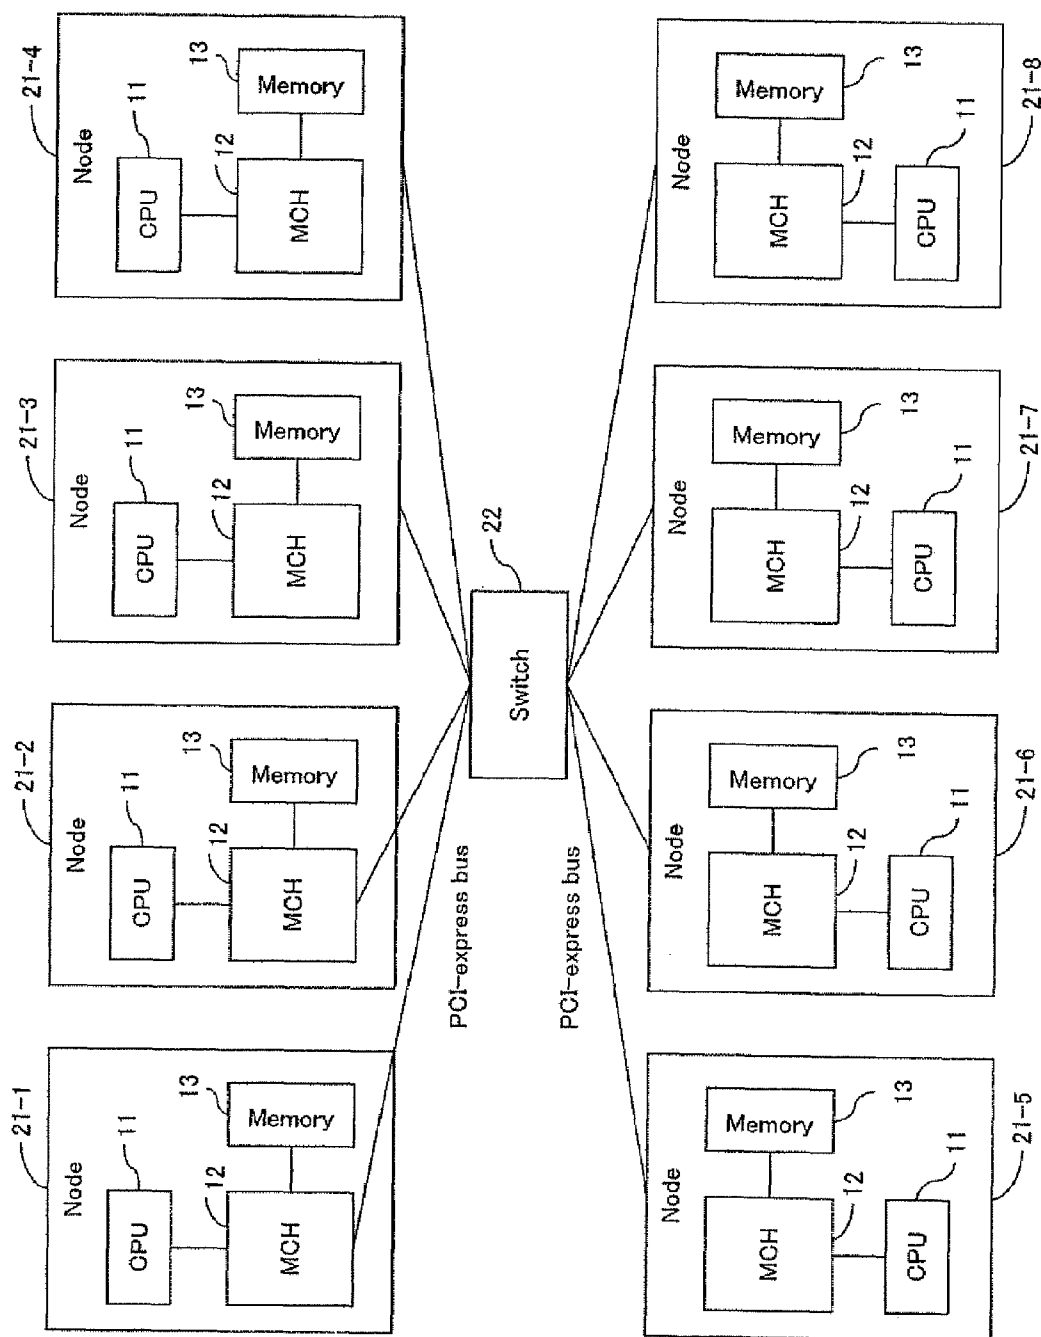 21-1
Node
11
CPU
12
MCH
13
Memory
21-2
Node
11
CPU
12
MCH
13
Memory
21-3
Node
11
CPU
12
MCH
13
Memory
21-4
Node
11
CPU
12
MCH
13
Memory
PCI-express bus
22
Switch
PCI-express bus
Node
Memory
13
MCH
12
CPU
11
21-5
Node
Memory
13
MCH
12
CPU
11
21-6
Node
Memory
13
MCH
12
CPU
11
21-7
Node
Memory
13
MCH
12
CPU
11
21-8